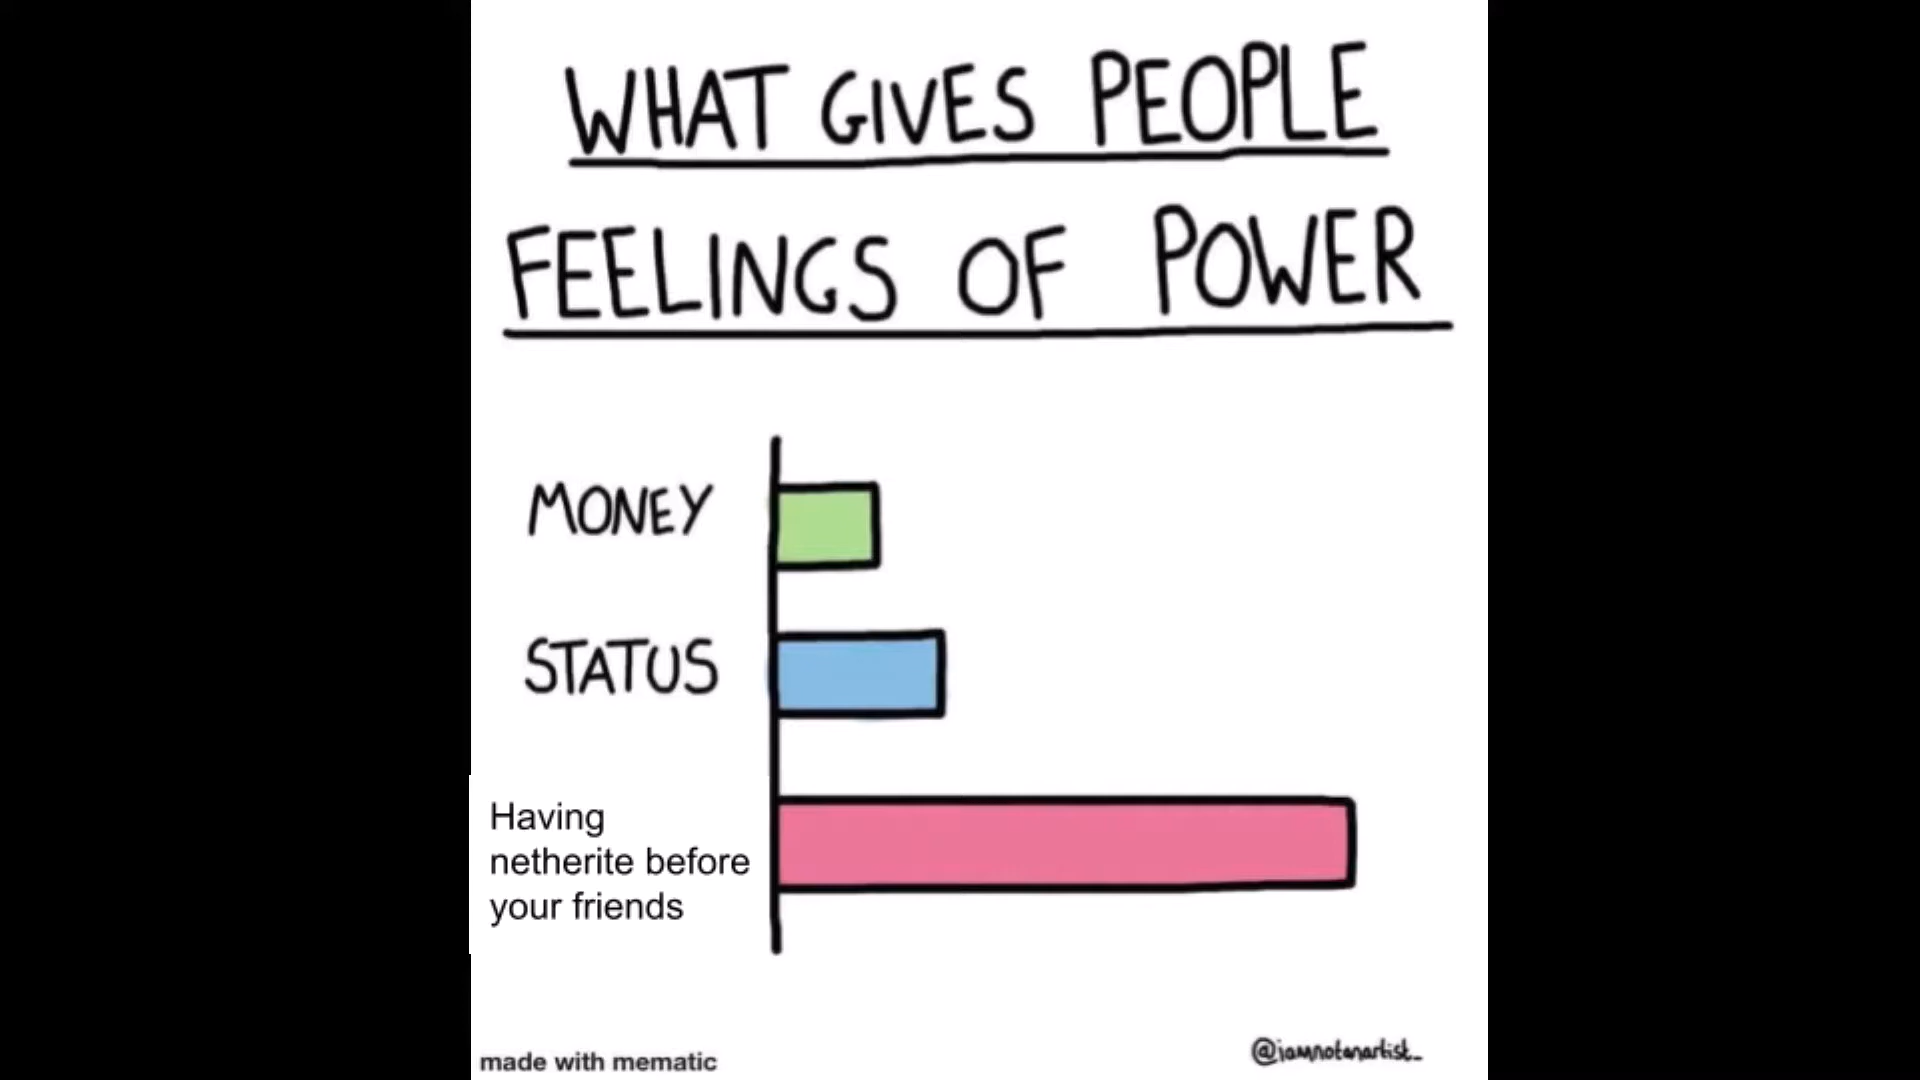 WHAT GIVES PEOPLE
FEELINGS OF POWER
MONEY
STATUS
Having
netherite before
your friends
made with mematic
@iamnotanartist_